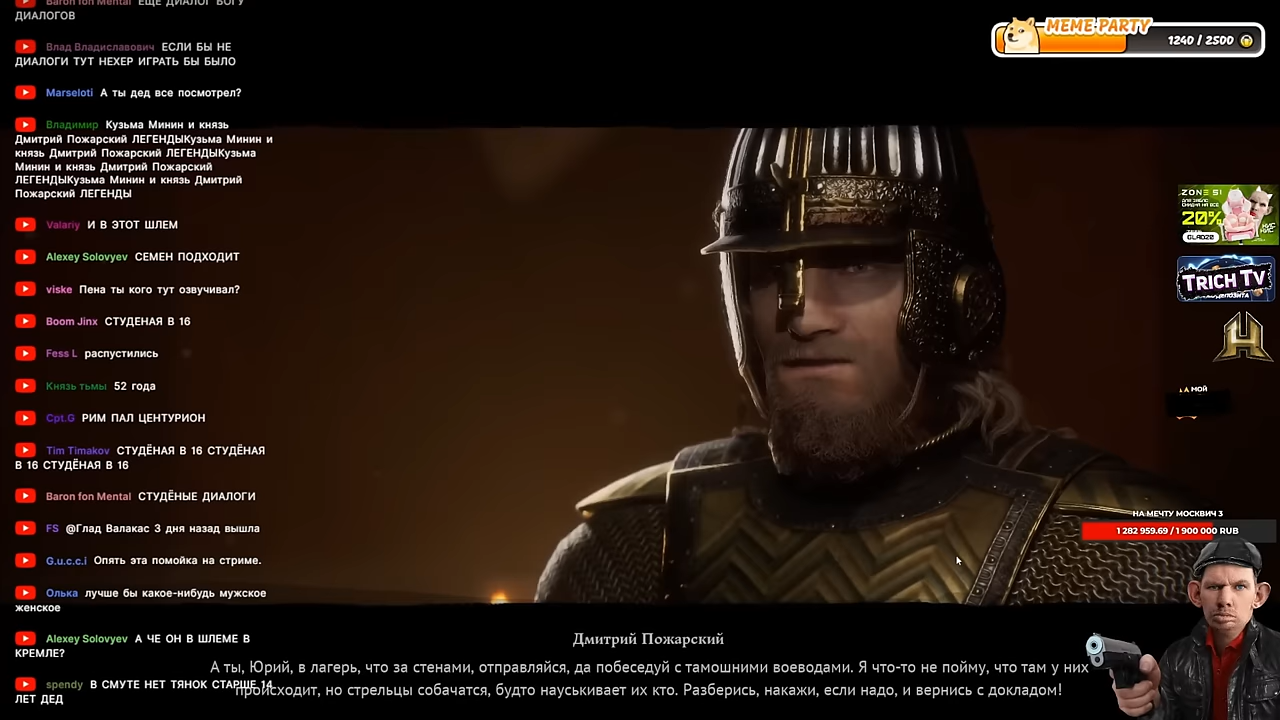 Baron fon Mental ЕЩЕ ДИАЛОГ БОГУ
ДИАЛОГОВ
Влад Владиславович ЕСЛИ БЫ НЕ
ДИАЛОГИ ТУТ НЕХЕР ИГРАТЬ БЫ БЫЛО
Marseloti А ты дед все посмотрел?
Владимир Кузьма Минин и князь
Дмитрий Пожарский ЛЕГЕНДЫКузьма Минин и
князь Дмитрий Пожарский ЛЕГЕНДЫКузьма
Минин и князь Дмитрий Пожарский
ЛЕГЕНДЫКузьма Минин и князь Дмитрий
Пожарский ЛЕГЕНДЫ
Valariy И В ЭТОТ ШЛЕМ
Alexey Solovyev СЕМЕН ПОДХОДИТ
viske Пена ты кого тут озвучивал?
Boom Jinx СТУДЕНАЯ В 16
Fess L распустились
Князь тьмы 52 года
Cpt.G РИМ ПАЛ ЦЕНТУРИОН
Tim Timakov СТУДЁНАЯ В 16 СТУДЁНАЯ
В 16 СТУДЁНАЯ В 16
Baron fon Mental СТУДЁНЫЕ ДИАЛОГИ
FS @Глад Валакас 3 дня назад вышла
G.u.c.c.i Опять эта помойка на стриме.
Олька лучше бы какое-нибудь мужское
женское
Alexey Solovyev А ЧЕ ОН В ШЛЕМЕ В
КРЕМЛЕ?
spendy В СМУТЕ НЕТ ТЯНОК СТАРШЕ 14
ЛЕТ ДЕД
MEME PARTY
1240 / 2500
ZONE 51
20%
GLAD20
TRICH TV
МОЙ
НА МЕЧТУ МОСКВИЧ 3
1 282 959.69 / 1 900 000 RUB
Дмитрий Пожарский
А ты, Юрий, в лагерь, что за стенами, отправляйся, да побеседуй с тамошними воеводами. Я что-то не пойму, что там у них
происходит, но стрельцы собачатся, будто науськивает их кто. Разберись, накажи, если надо, и вернись с докладом!